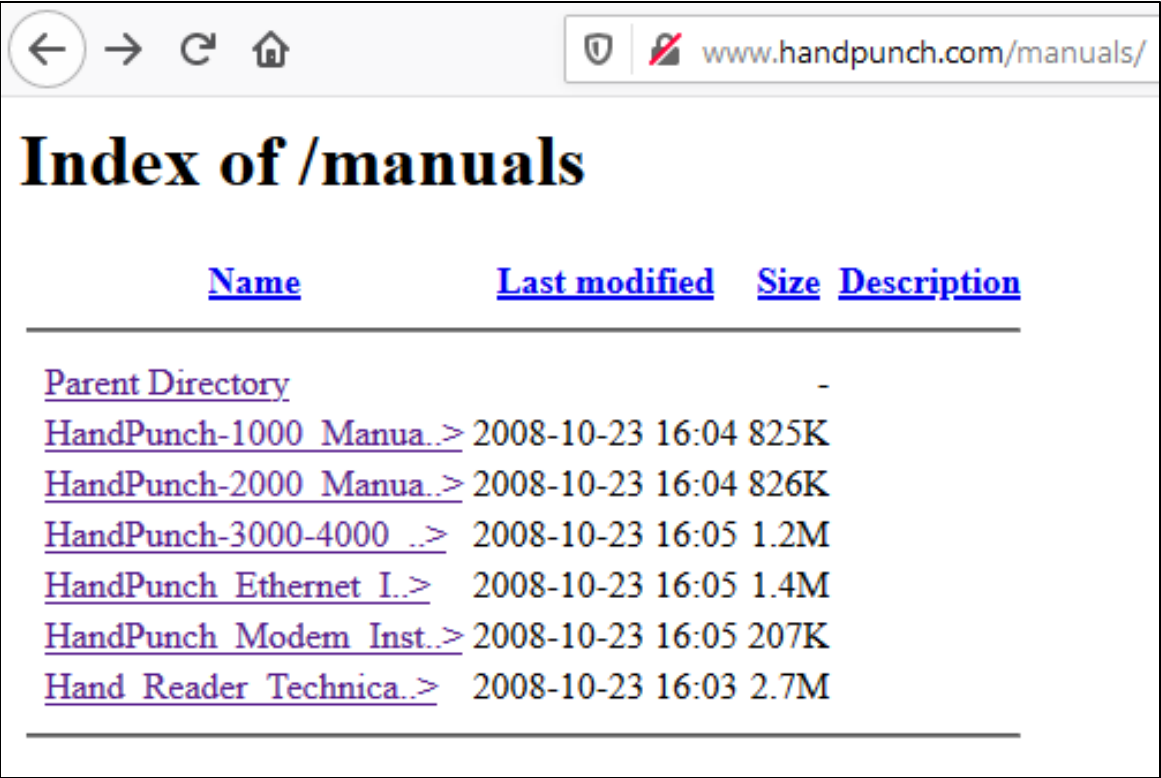 www.handpunch.com/manuals/
Index of /manuals
Name Last modified Size Description
Parent Directory -
HandPunch-1000_Manua..> 2008-10-23 16:04 825K
HandPunch-2000_Manua..> 2008-10-23 16:04 826K
HandPunch-3000-4000_..> 2008-10-23 16:05 1.2M
HandPunch_Ethernet_I..> 2008-10-23 16:05 1.4M
HandPunch_Modem_Inst..> 2008-10-23 16:05 207K
Hand_Reader_Technica..> 2008-10-23 16:03 2.7M